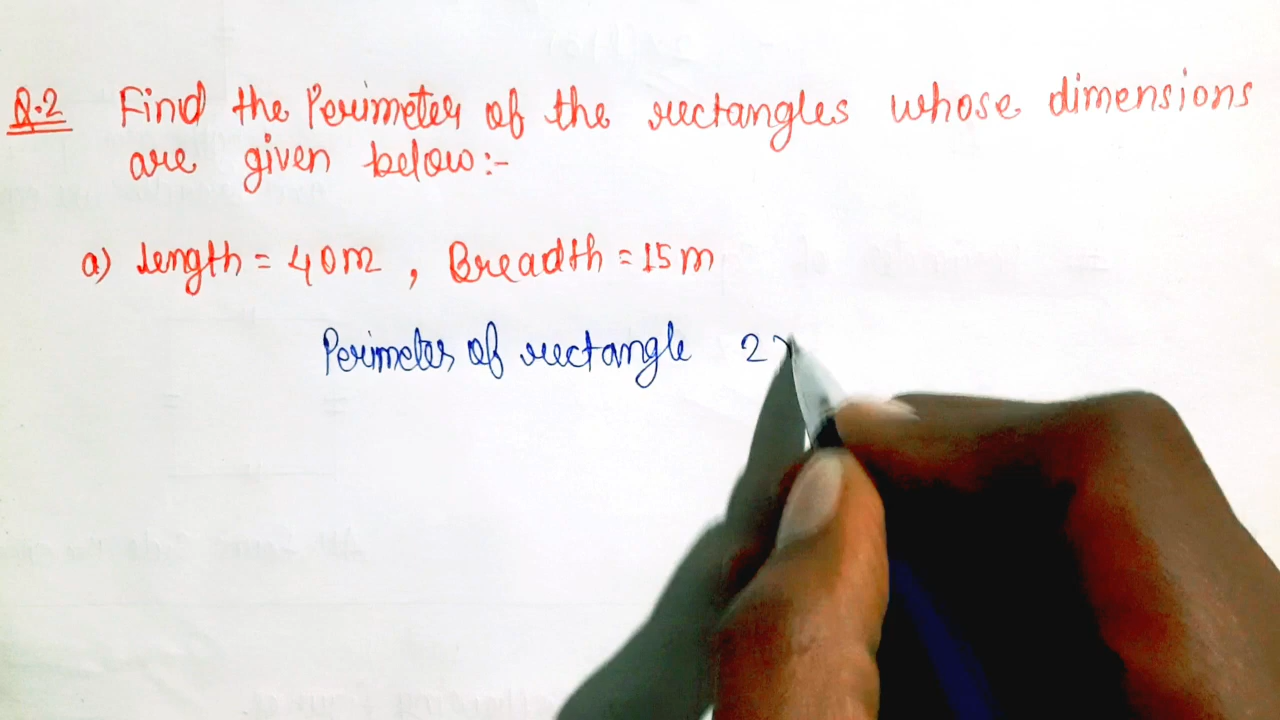 Q.2 Find the Perimeter of the rectangles whose dimensions
are given below:-
a) length = 40m , Breadth = 15m
Perimeter of rectangle 2x